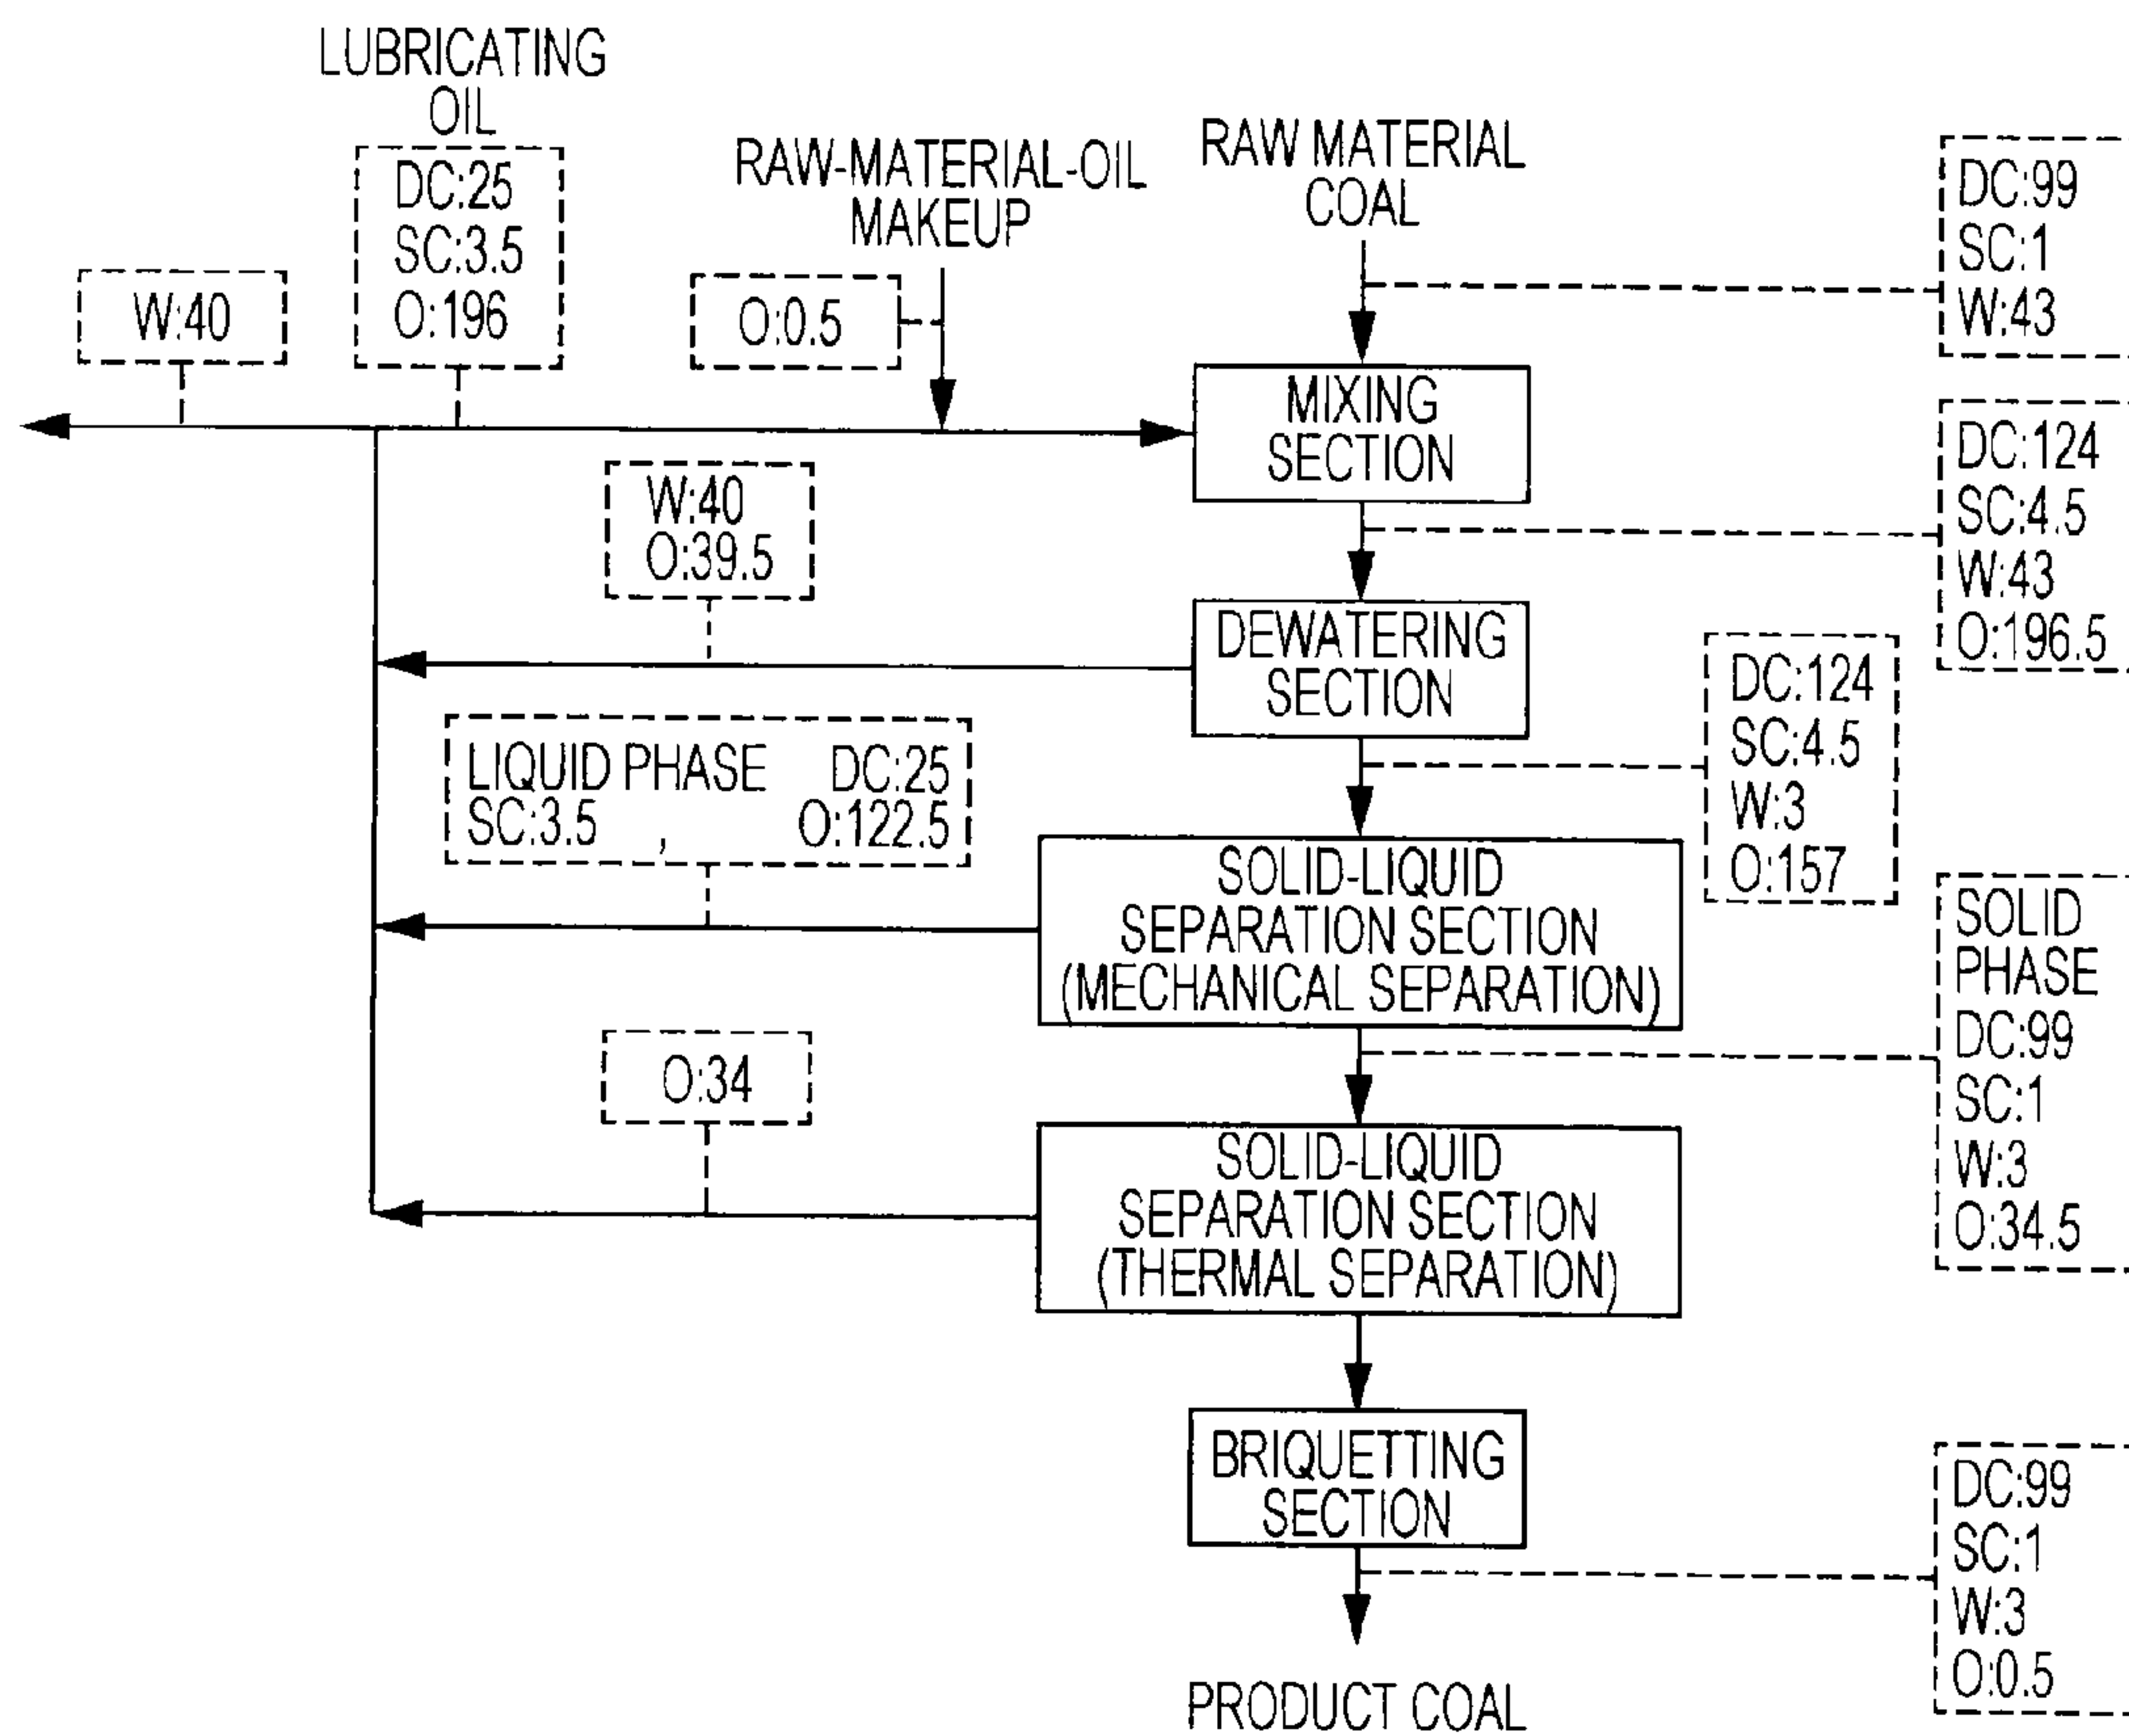 LUBRICATING
OIL
DC:25
SC:3.5
O:196
W:40
RAW-MATERIAL-OIL
MAKEUP
O:0.5
RAW MATERIAL
COAL
DC:99
SC:1
W:43
MIXING
SECTION
DC:124
SC:4.5
W:43
O:196.5
W:40
O:39.5
DEWATERING
SECTION
DC:124
SC:4.5
W:3
O:157
LIQUID PHASE DC:25
SC:3.5 , O:122.5
SOLID-LIQUID
SEPARATION SECTION
(MECHANICAL SEPARATION)
SOLID
PHASE
DC:99
SC:1
W:3
O:34.5
O:34
SOLID-LIQUID
SEPARATION SECTION
(THERMAL SEPARATION)
BRIQUETTING
SECTION
DC:99
SC:1
W:3
O:0.5
PRODUCT COAL